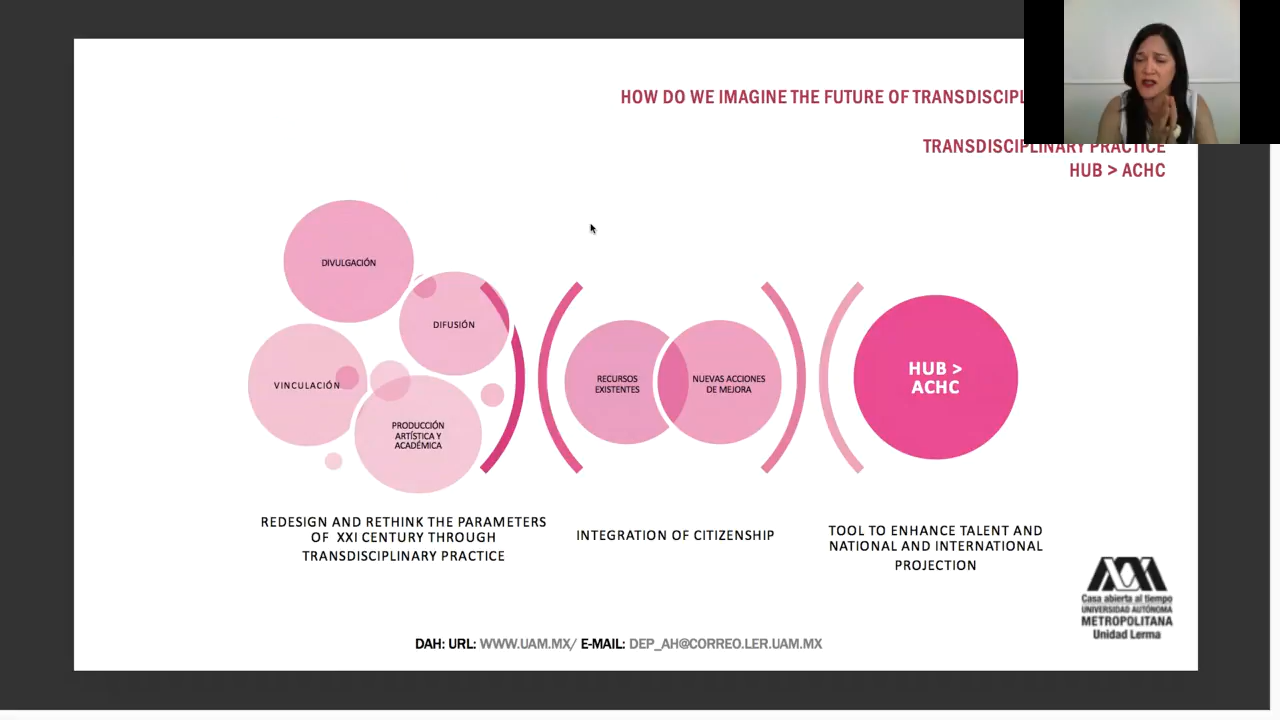 HOW DO WE IMAGINE THE FUTURE OF
TRANSDISCIPLINARY PRACTICE
HUB > ACHC
DIVULGACIÓN
DIFUSIÓN
VINCULACIÓN
PRODUCCIÓN
ARTÍSTICA Y
ACADÉMICA
RECURSOS
EXISTENTES
NUEVAS ACCIONES
DE MEJORA
HUB >
ACHC
REDESIGN AND RETHINK THE PARAMETERS
OF XXI CENTURY THROUGH
TRANSDISCIPLINARY PRACTICE
INTEGRATION OF CITIZENSHIP
TOOL TO ENHANCE TALENT AND
NATIONAL AND INTERNATIONAL
PROJECTION
Casa abierta al tiempo
UNIVERSIDAD AUTÓNOMA
METROPOLITANA
Unidad Lerma
DAH: URL: WWW.UAM.MX/ E-MAIL: DEP_AH@CORREO.LER.UAM.MX